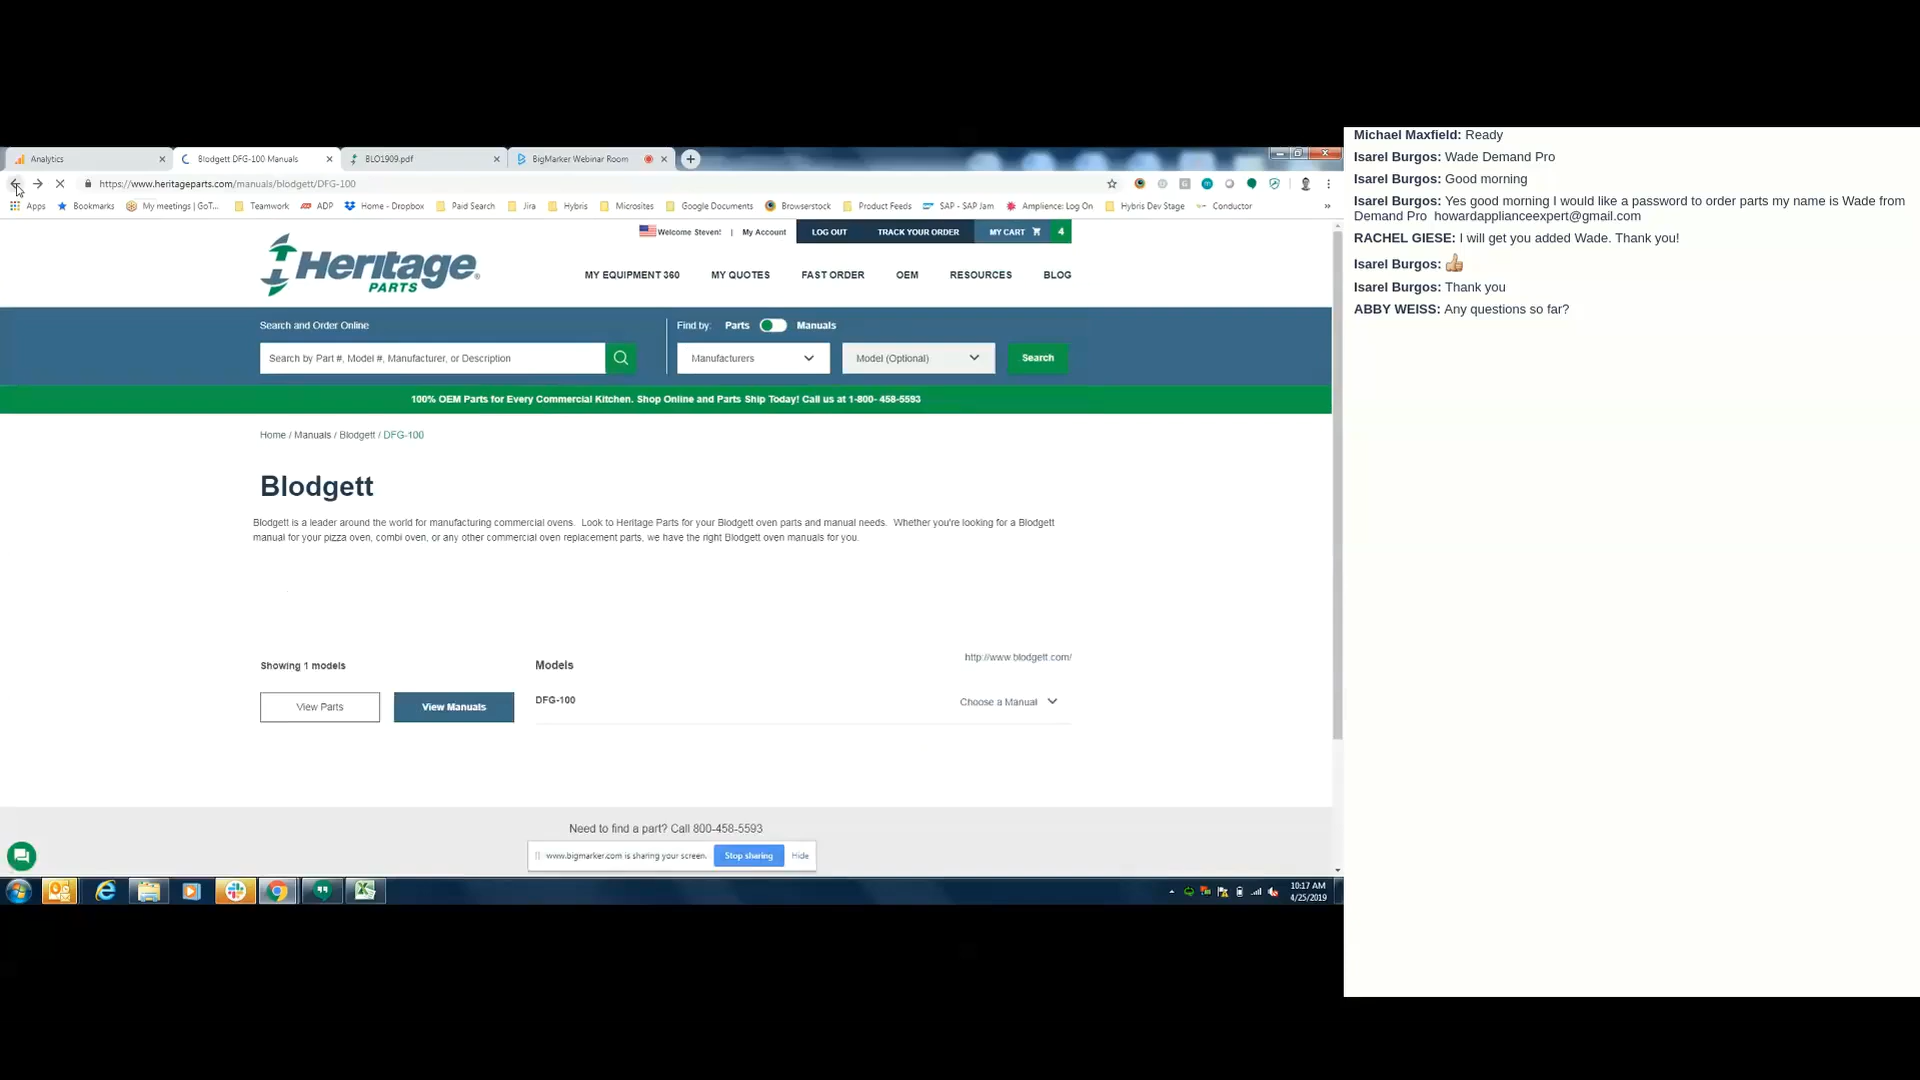 Analytics
Blodgett DFG-100 Manuals
BLO1909.pdf
BigMarker Webinar Room
https://www.heritageparts.com/manuals/blodgett/DFG-100
Apps
Bookmarks
My meetings | GoT...
Teamwork
ADP
Home - Dropbox
Paid Search
Jira
Hybris
Microsites
Google Documents
Browserstock
Product Feeds
SAP - SAP Jam
Amplience: Log On
Hybris Dev Stage
Conductor
»
Welcome Steven! | My Account
LOG OUT
TRACK YOUR ORDER
MY CART 4
Heritage
PARTS
MY EQUIPMENT 360
MY QUOTES
FAST ORDER
OEM
RESOURCES
BLOG
Search and Order Online
Find by: Parts Manuals
Search by Part #, Model #, Manufacturer, or Description
Manufacturers
Model (Optional)
Search
100% OEM Parts for Every Commercial Kitchen. Shop Online and Parts Ship Today! Call us at 1-800- 458-5593
Home / Manuals / Blodgett / DFG-100
Blodgett
Blodgett is a leader around the world for manufacturing commercial ovens. Look to Heritage Parts for your Blodgett oven parts and manual needs. Whether you're looking for a Blodgett
manual for your pizza oven, combi oven, or any other commercial oven replacement parts, we have the right Blodgett oven manuals for you.
Showing 1 models
View Parts
View Manuals
Models
http://www.blodgett.com/
DFG-100
Choose a Manual
Need to find a part? Call 800-458-5593
www.bigmarker.com is sharing your screen.
Stop sharing
Hide
10:17 AM
4/25/2019
Michael Maxfield: Ready
Isarel Burgos: Wade Demand Pro
Isarel Burgos: Good morning
Isarel Burgos: Yes good morning I would like a password to order parts my name is Wade from
Demand Pro howardapplianceexpert@gmail.com
RACHEL GIESE: I will get you added Wade. Thank you!
Isarel Burgos: 👍
Isarel Burgos: Thank you
ABBY WEISS: Any questions so far?